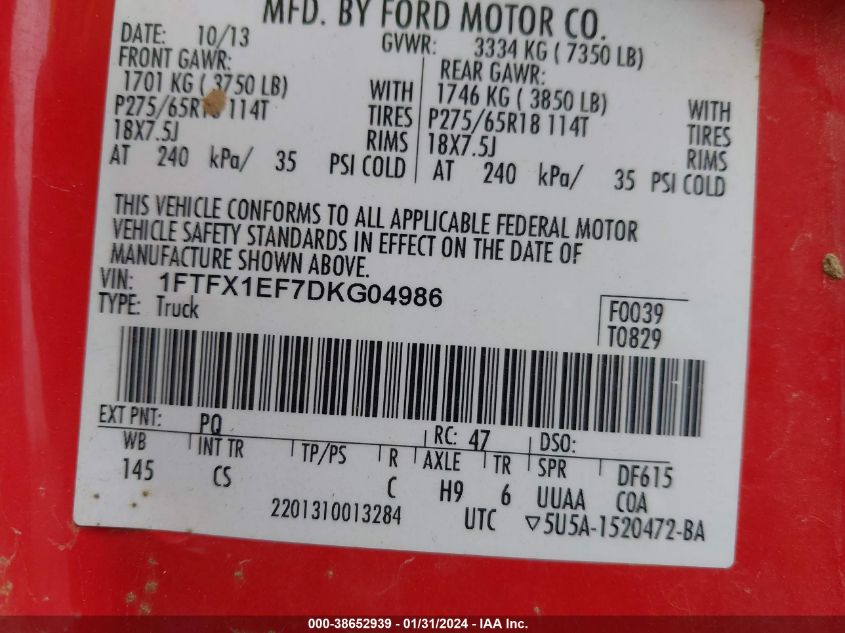 MFD. BY FORD MOTOR CO.
DATE: 10/13 GVWR: 3334 KG ( 7350 LB)
FRONT GAWR: REAR GAWR:
1701 KG ( 3750 LB) WITH 1746 KG ( 3850 LB) WITH
P275/65R18 114T TIRES P275/65R18 114T TIRES
18X7.5J RIMS 18X7.5J RIMS
AT 240 kPa/ 35 PSI COLD AT 240 kPa/ 35 PSI COLD
THIS VEHICLE CONFORMS TO ALL APPLICABLE FEDERAL MOTOR
VEHICLE SAFETY STANDARDS IN EFFECT ON THE DATE OF
MANUFACTURE SHOWN ABOVE.
VIN: 1FTFX1EF7DKG04986
TYPE: Truck
F0039
T0829
EXT PNT: PQ RC: 47 DSO:
WB INT TR TP/PS R AXLE TR SPR DF615
145 CS C H9 6 UUAA COA
2201310013284 UTC ▽5U5A-1520472-BA
000-38652939 - 01/31/2024 - IAA Inc.